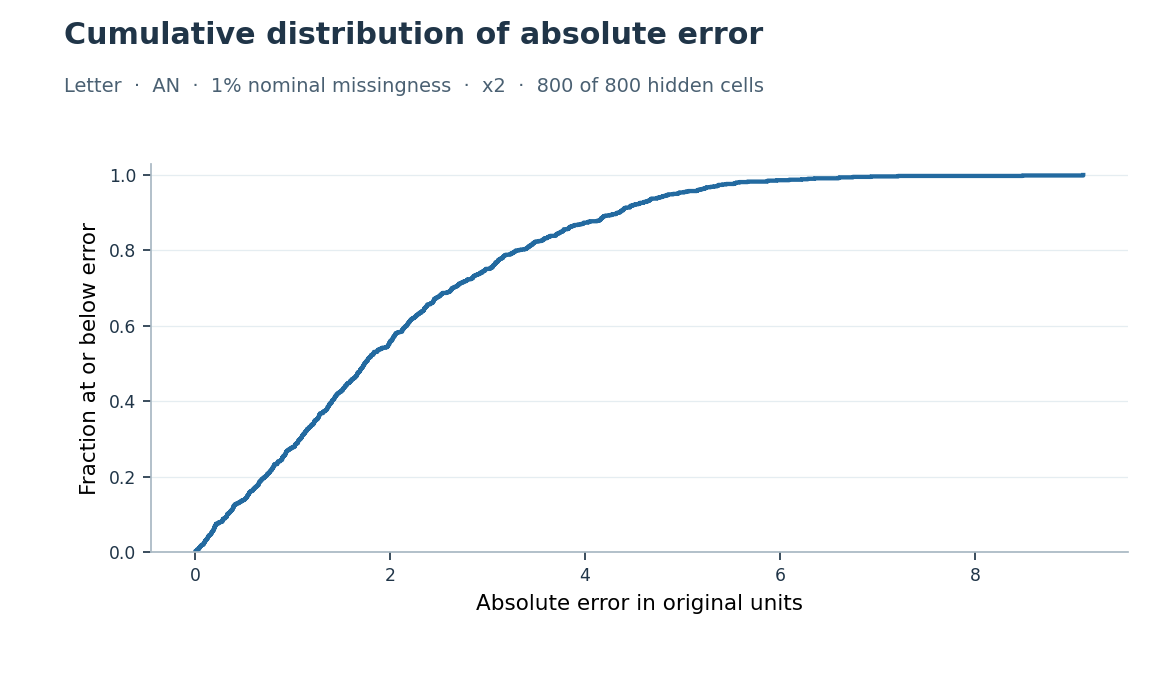 Cumulative distribution of absolute error
Letter · AN · 1% nominal missingness · x2 · 800 of 800 hidden cells
Fraction at or below error
1.0
0.8
0.6
0.4
0.2
0.0
0 2 4 6 8
Absolute error in original units